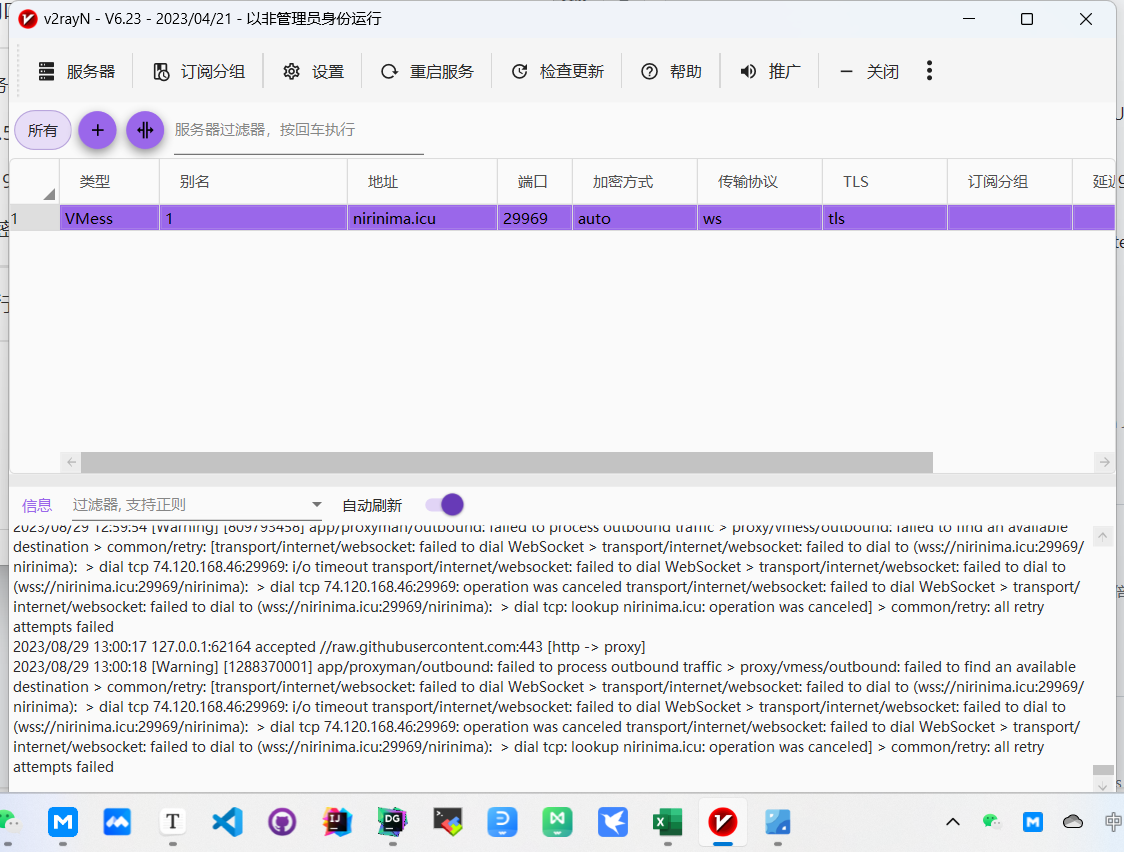 v2rayN - V6.23 - 2023/04/21 - 以非管理员身份运行
服务器 订阅分组 设置 重启服务 检查更新 帮助 推广 关闭
所有 服务器过滤器，按回车执行
类型 别名 地址 端口 加密方式 传输协议 TLS 订阅分组
1 VMess 1 nirinima.icu 29969 auto ws tls
信息 过滤器, 支持正则 自动刷新
2023/08/29 12:59:54 [Warning] [809793458] app/proxyman/outbound: failed to process outbound traffic > proxy/vmess/outbound: failed to find an available
destination > common/retry: [transport/internet/websocket: failed to dial WebSocket > transport/internet/websocket: failed to dial to (wss://nirinima.icu:29969/
nirinima):  > dial tcp 74.120.168.46:29969: i/o timeout transport/internet/websocket: failed to dial WebSocket > transport/internet/websocket: failed to dial to
(wss://nirinima.icu:29969/nirinima):  > dial tcp 74.120.168.46:29969: operation was canceled transport/internet/websocket: failed to dial WebSocket > transport/
internet/websocket: failed to dial to (wss://nirinima.icu:29969/nirinima):  > dial tcp: lookup nirinima.icu: operation was canceled] > common/retry: all retry
attempts failed
2023/08/29 13:00:17 127.0.0.1:62164 accepted //raw.githubusercontent.com:443 [http -> proxy]
2023/08/29 13:00:18 [Warning] [1288370001] app/proxyman/outbound: failed to process outbound traffic > proxy/vmess/outbound: failed to find an available
destination > common/retry: [transport/internet/websocket: failed to dial WebSocket > transport/internet/websocket: failed to dial to (wss://nirinima.icu:29969/
nirinima):  > dial tcp 74.120.168.46:29969: i/o timeout transport/internet/websocket: failed to dial WebSocket > transport/internet/websocket: failed to dial to
(wss://nirinima.icu:29969/nirinima):  > dial tcp 74.120.168.46:29969: operation was canceled transport/internet/websocket: failed to dial WebSocket > transport/
internet/websocket: failed to dial to (wss://nirinima.icu:29969/nirinima):  > dial tcp: lookup nirinima.icu: operation was canceled] > common/retry: all retry
attempts failed
中